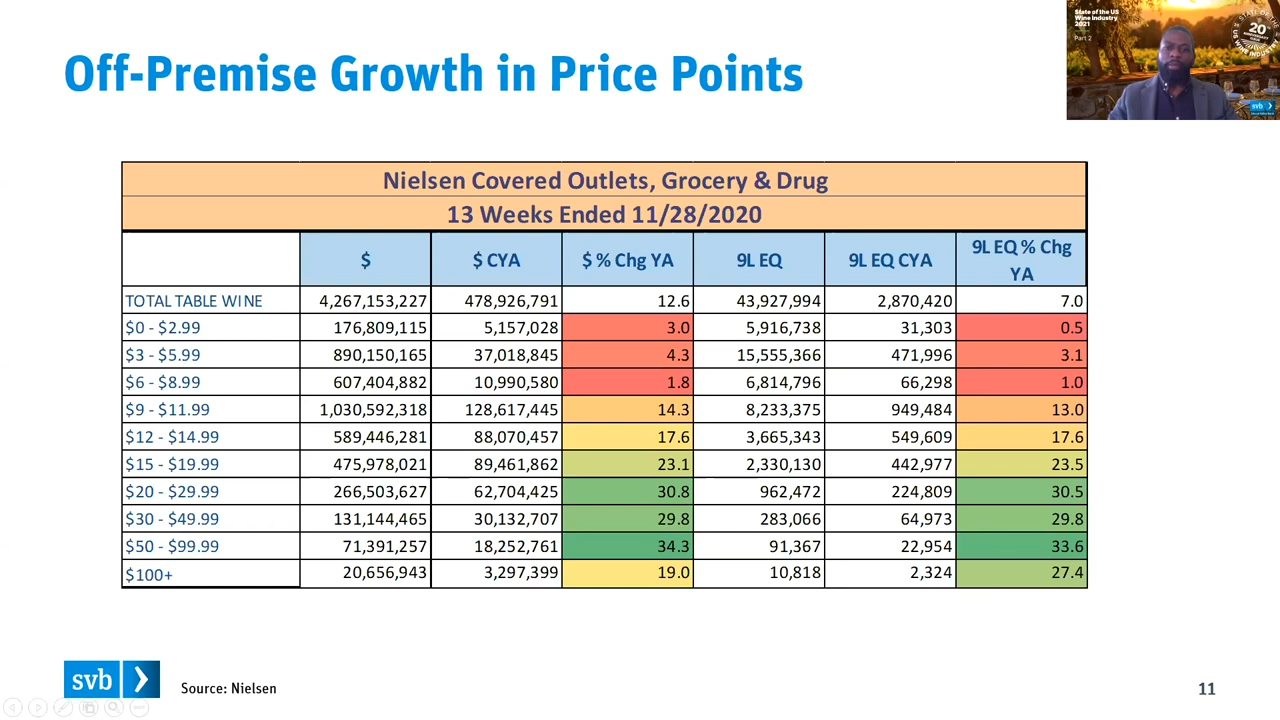 Off-Premise Growth in Price Points
State of the US
Wine Industry
2021
Part 2
20
svb
Nielsen Covered Outlets, Grocery & Drug
13 Weeks Ended 11/28/2020
$ $ CYA $ % Chg YA 9L EQ 9L EQ CYA 9L EQ % Chg YA
TOTAL TABLE WINE 4,267,153,227 478,926,791 12.6 43,927,994 2,870,420 7.0
$0 - $2.99 176,809,115 5,157,028 3.0 5,916,738 31,303 0.5
$3 - $5.99 890,150,165 37,018,845 4.3 15,555,366 471,996 3.1
$6 - $8.99 607,404,882 10,990,580 1.8 6,814,796 66,298 1.0
$9 - $11.99 1,030,592,318 128,617,445 14.3 8,233,375 949,484 13.0
$12 - $14.99 589,446,281 88,070,457 17.6 3,665,343 549,609 17.6
$15 - $19.99 475,978,021 89,461,862 23.1 2,330,130 442,977 23.5
$20 - $29.99 266,503,627 62,704,425 30.8 962,472 224,809 30.5
$30 - $49.99 131,144,465 30,132,707 29.8 283,066 64,973 29.8
$50 - $99.99 71,391,257 18,252,761 34.3 91,367 22,954 33.6
$100+ 20,656,943 3,297,399 19.0 10,818 2,324 27.4
svb
Source: Nielsen
11